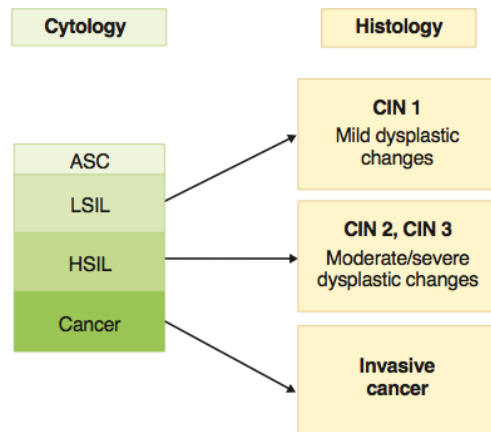 Cytology
Histology
ASC
LSIL
HSIL
Cancer
CIN 1
Mild dysplastic
changes
CIN 2, CIN 3
Moderate/severe
dysplastic changes
Invasive
cancer